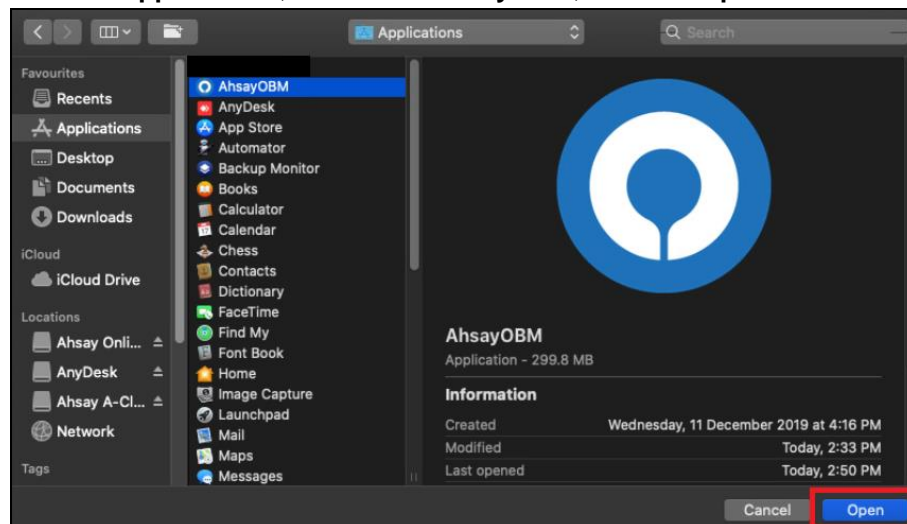 Applications
Search
Favourites
Recents
Applications
Desktop
Documents
Downloads
iCloud
iCloud Drive
Locations
Ahsay Onli...
AnyDesk
Ahsay A-Cl...
Network
Tags
AhsayOBM
AnyDesk
App Store
Automator
Backup Monitor
Books
Calculator
Calendar
Chess
Contacts
Dictionary
FaceTime
Find My
Font Book
Home
Image Capture
Launchpad
Mail
Maps
Messages
AhsayOBM
Application - 299.8 MB
Information
Created Wednesday, 11 December 2019 at 4:16 PM
Modified Today, 2:33 PM
Last opened Today, 2:50 PM
Cancel Open